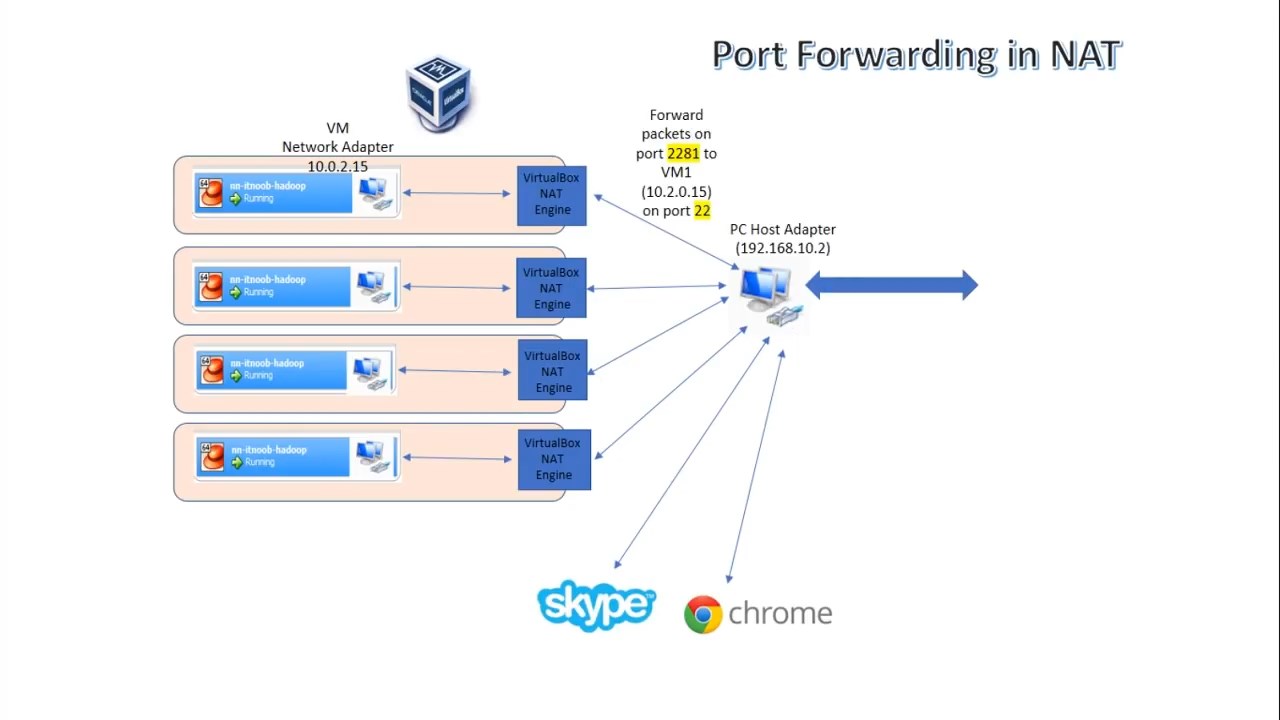 Port Forwarding in NAT
VM
Network Adapter
10.0.2.15
Forward
packets on
port 2281 to
VM1
(10.2.0.15)
on port 22
PC Host Adapter
(192.168.10.2)
64
nn-itnoob-hadoop
Running
VirtualBox
NAT
Engine
64
nn-itnoob-hadoop
Running
VirtualBox
NAT
Engine
64
nn-itnoob-hadoop
Running
VirtualBox
NAT
Engine
64
nn-itnoob-hadoop
Running
VirtualBox
NAT
Engine
skype™
chrome